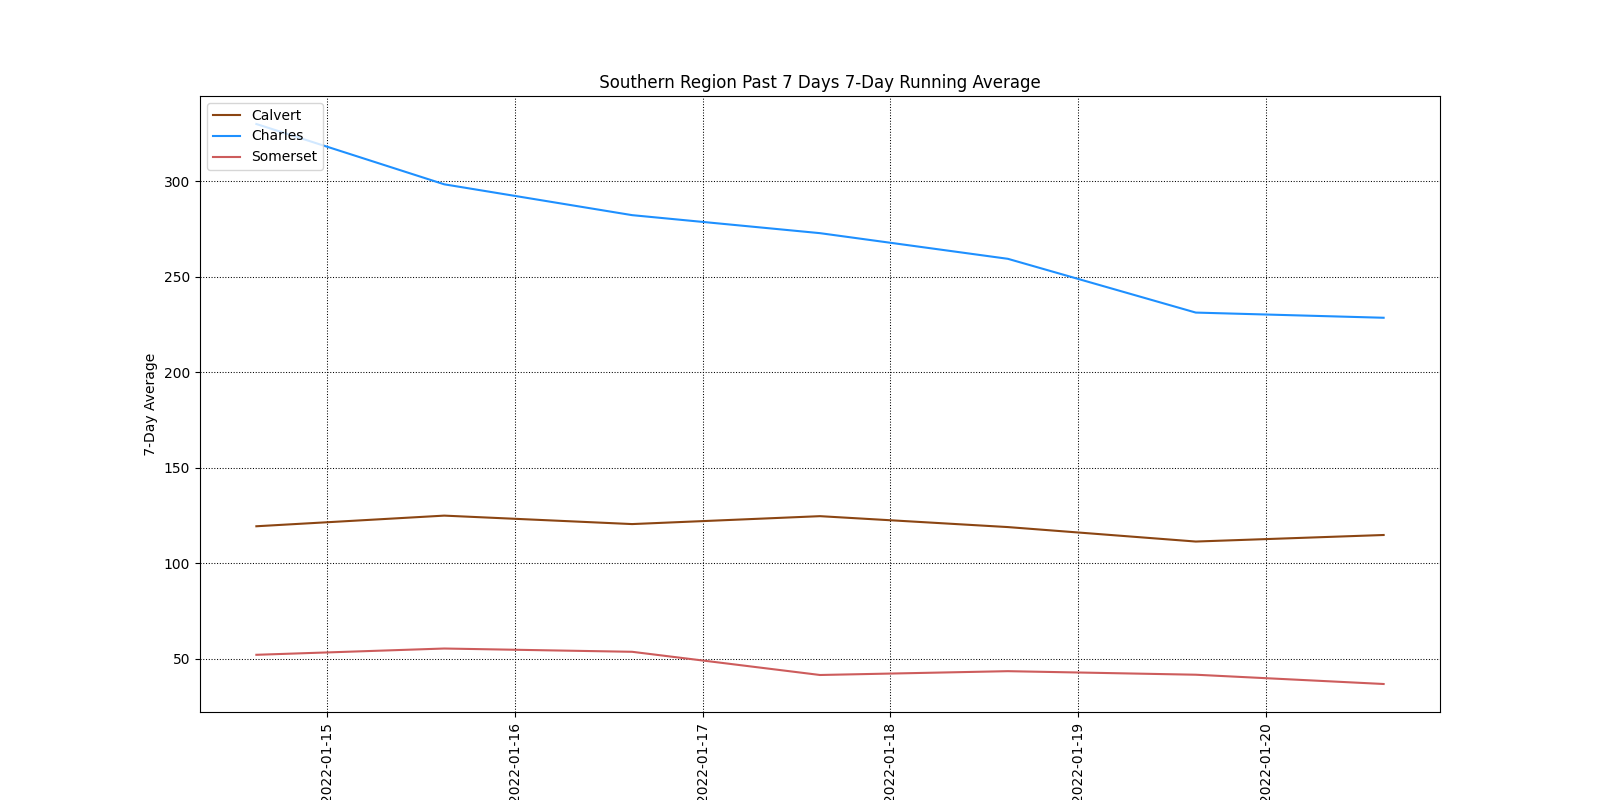 Southern Region Past 7 Days 7-Day Running Average
Calvert
Charles
Somerset
300
250
200
150
100
50
7-Day Average
2022-01-15
2022-01-16
2022-01-17
2022-01-18
2022-01-19
2022-01-20